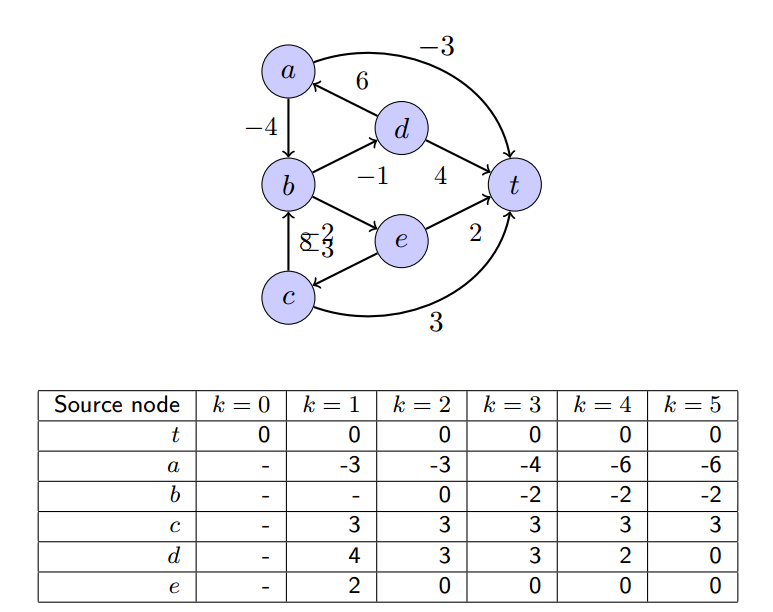 −3
a
6
d
−4
−1
4
b
t
8
−2
−3
e
2
c
3
Source node k = 0 k = 1 k = 2 k = 3 k = 4 k = 5
t 0 0 0 0 0 0
a - -3 -3 -4 -6 -6
b - - 0 -2 -2 -2
c - 3 3 3 3 3
d - 4 3 3 2 0
e - 2 0 0 0 0